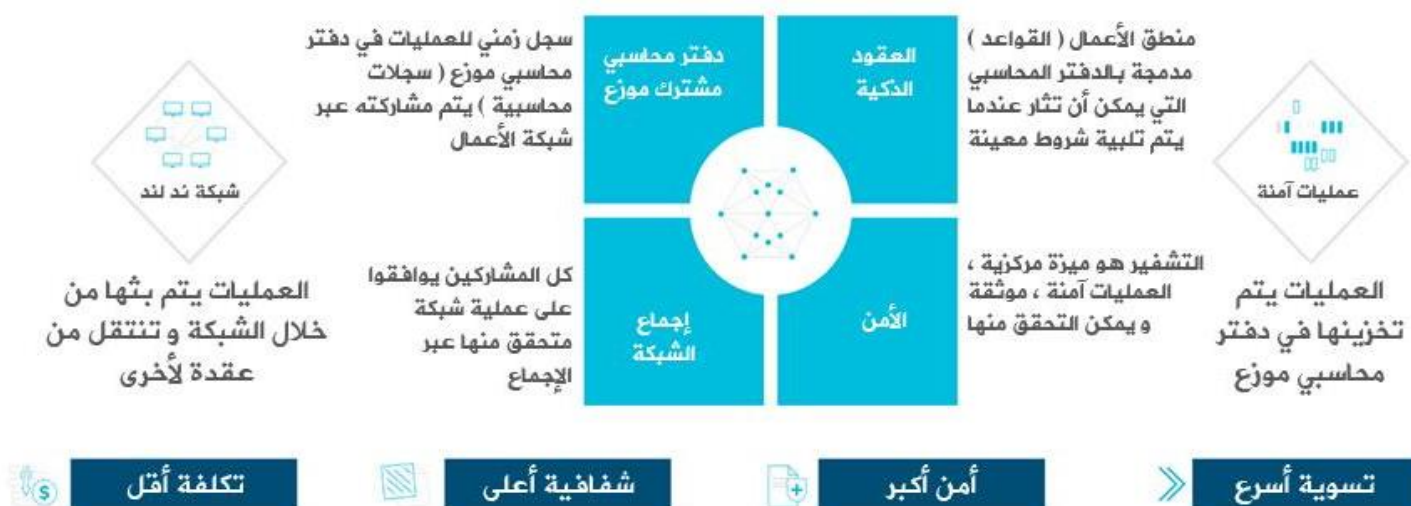 منطق الأعمال ( القواعد )
مدمجة بالدفتر المحاسبي
التي يمكن أن تثار عندما
يتم تلبية شروط معينة
العقود
الذكية
دفتر محاسبي
مشترك موزع
سجل زمني للعمليات في دفتر
محاسبي موزع ( سجلات
محاسبية ) يتم مشاركته عبر
شبكة الأعمال
عمليات آمنة
شبكة ند لند
العمليات يتم
تخزينها في دفتر
محاسبي موزع
التشفير هو ميزة مركزية ،
العمليات آمنة ، موثقة
و يمكن التحقق منها
الأمن
إجماع
الشبكة
كل المشاركين يوافقوا
على عملية شبكة
متحقق منها عبر
الإجماع
العمليات يتم بثها من
خلال الشبكة و تنتقل من
عقدة لأخرى
تسوية أسرع
أمن أكبر
شفافية أعلى
تكلفة أقل